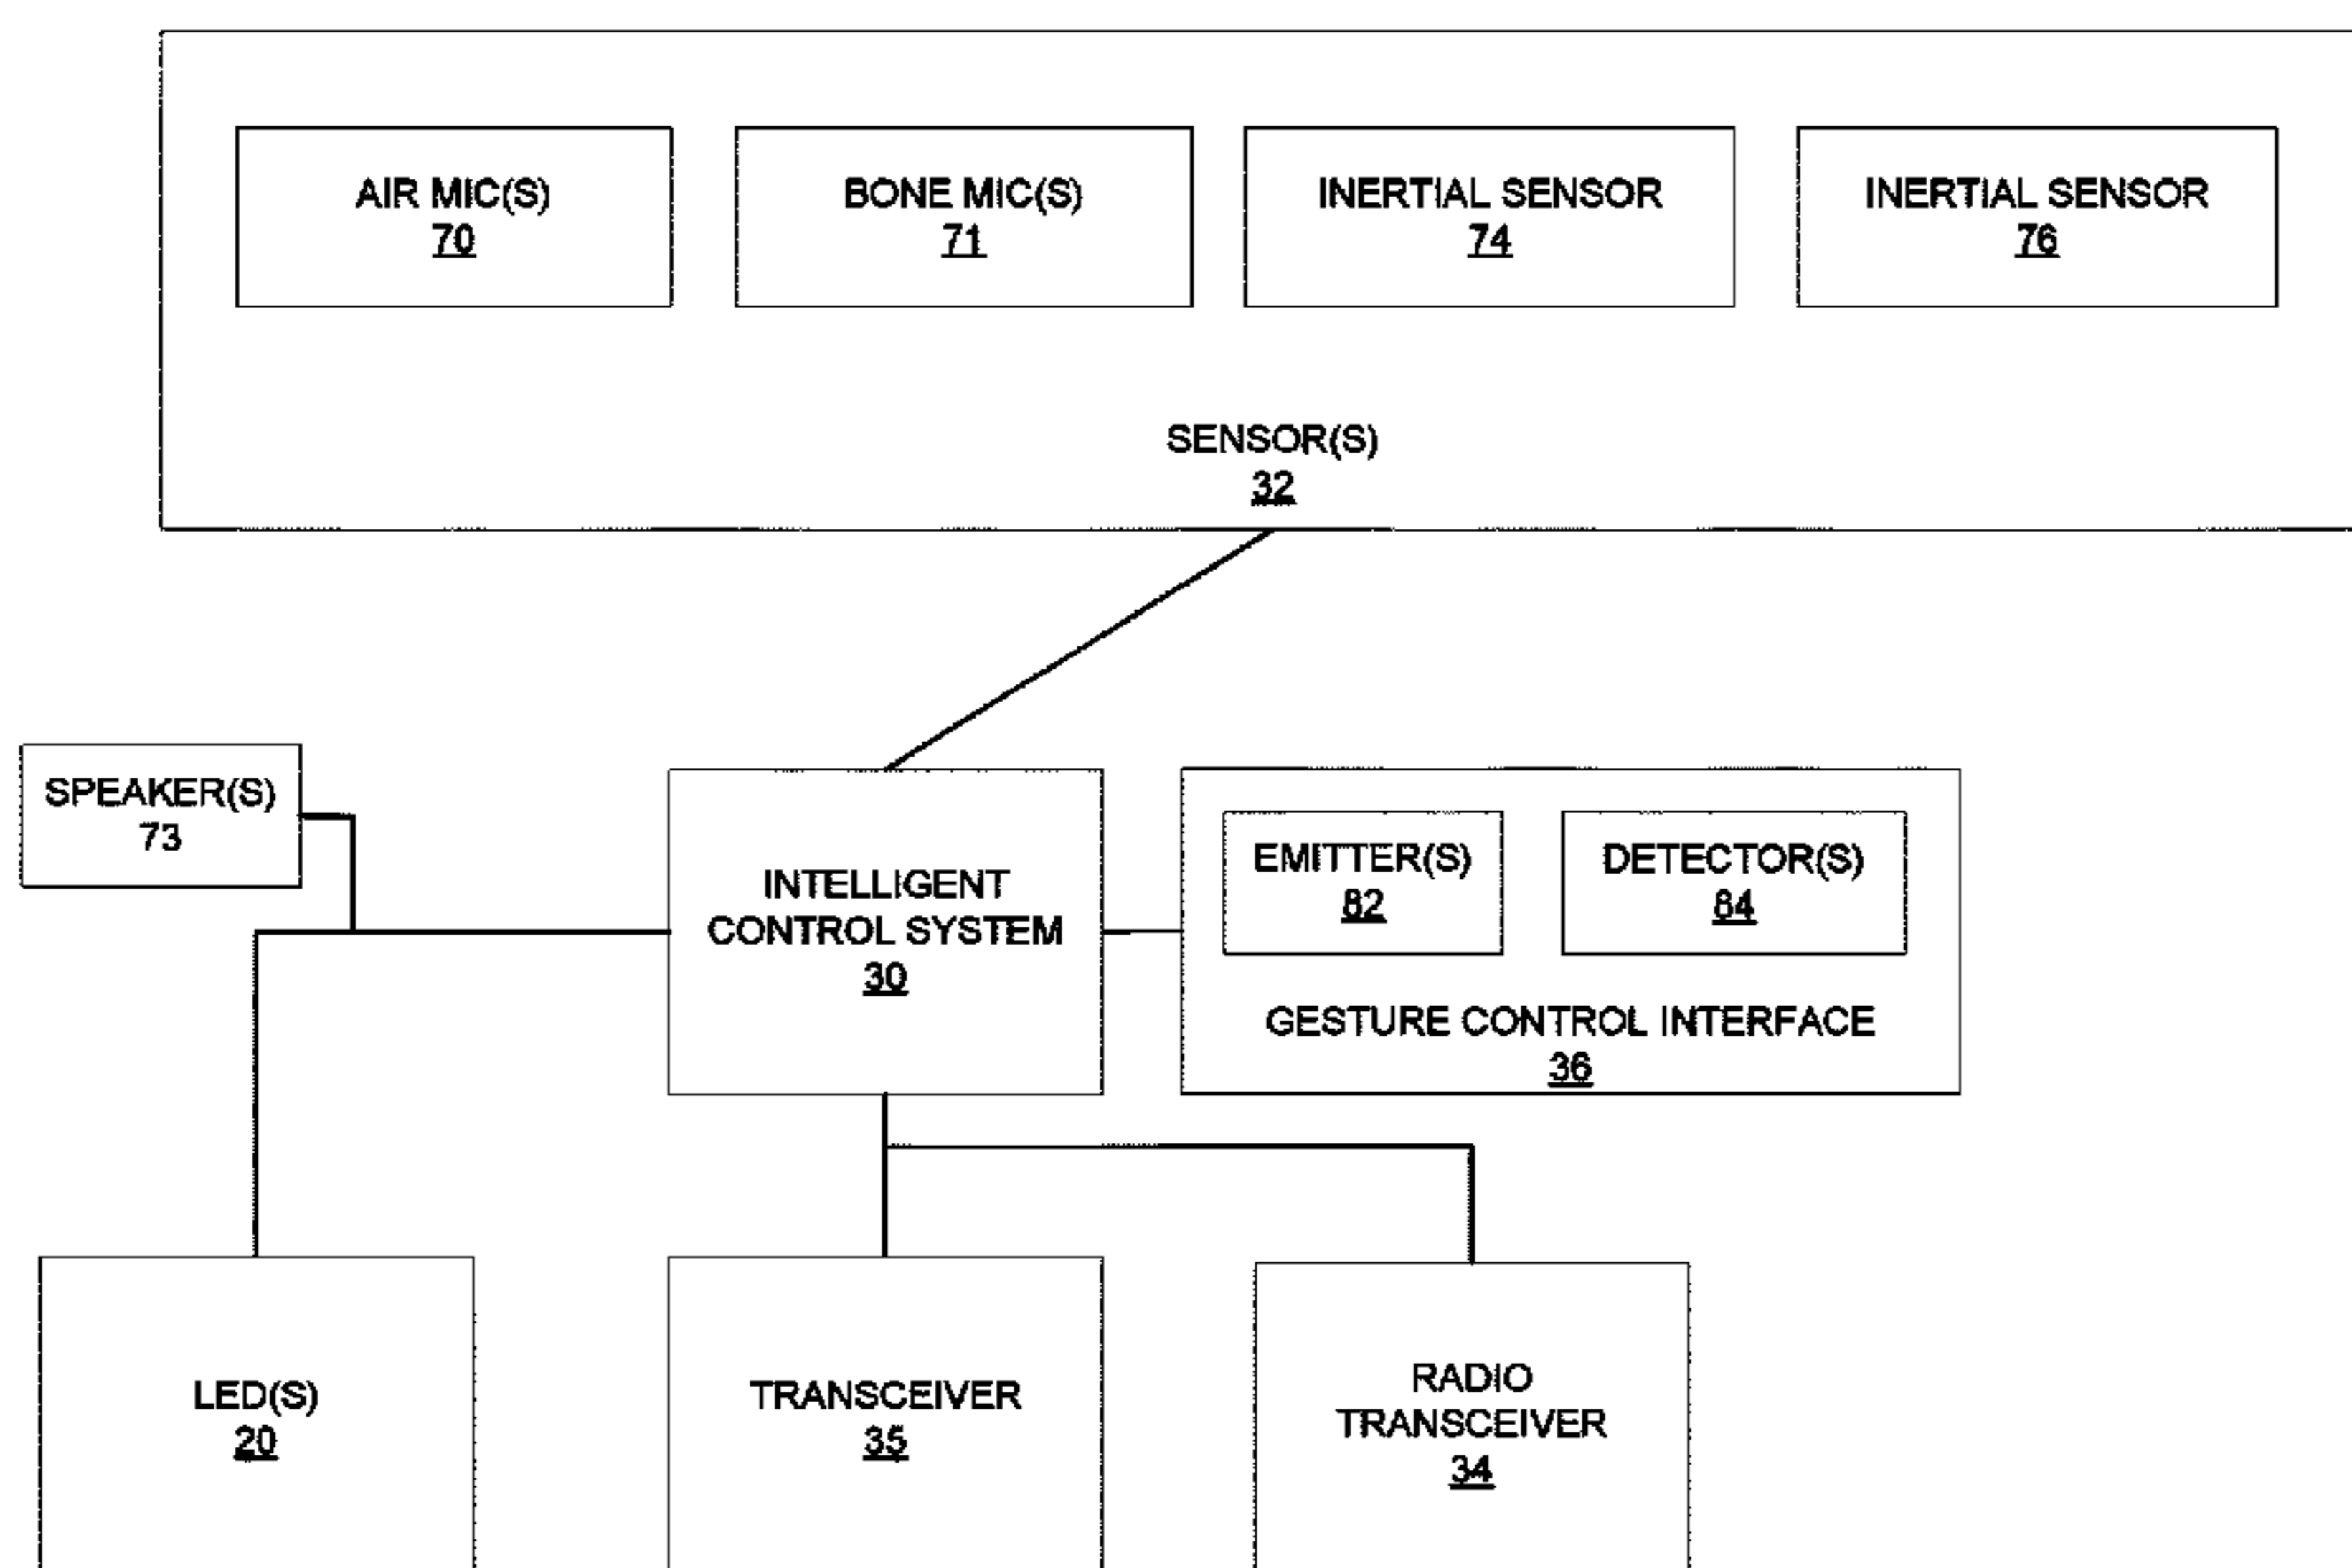 AIR MIC(S)
70
BONE MIC(S)
71
INERTIAL SENSOR
74
INERTIAL SENSOR
76
SENSOR(S)
32
SPEAKER(S)
73
INTELLIGENT
CONTROL SYSTEM
30
EMITTER(S)
82
DETECTOR(S)
84
GESTURE CONTROL INTERFACE
36
LED(S)
20
TRANSCEIVER
35
RADIO
TRANSCEIVER
34